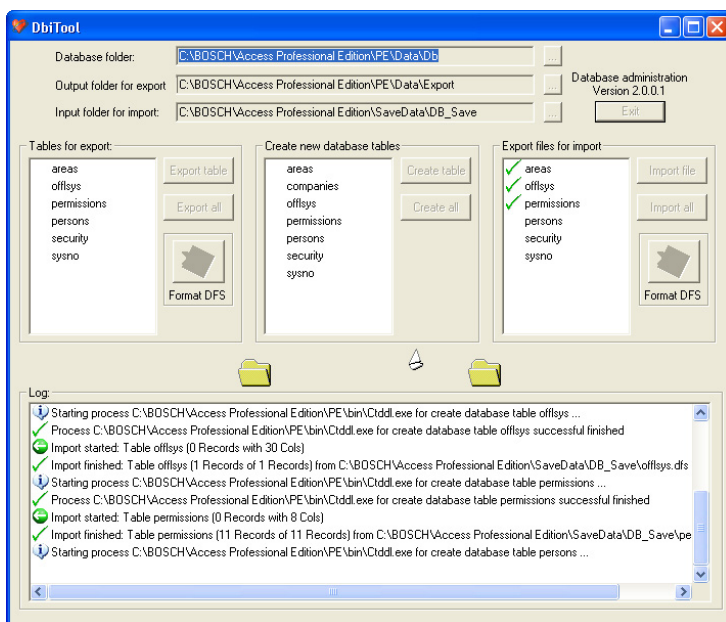 DbiTool
Database folder: C:\BOSCH\Access Professional Edition\PE\Data\Db ...
Output folder for export C:\BOSCH\Access Professional Edition\PE\Data\Export ...
Database administration
Version 2.0.0.1
Input folder for import: C:\BOSCH\Access Professional Edition\SaveData\DB_Save ...
Exit
Tables for export:
areas
offlsys
permissions
persons
security
sysno
Export table
Export all
Format DFS
Create new database tables
areas
companies
offlsys
permissions
persons
security
sysno
Create table
Create all
Export files for import
areas
offlsys
permissions
persons
security
sysno
Import file
Import all
Format DFS
Log:
Starting process C:\BOSCH\Access Professional Edition\PE\bin\Ctddl.exe for create database table offlsys ...
Process C:\BOSCH\Access Professional Edition\PE\bin\Ctddl.exe for create database table offlsys successful finished
Import started: Table offlsys (0 Records with 30 Cols)
Import finished: Table offlsys (1 Records of 1 Records) from C:\BOSCH\Access Professional Edition\SaveData\DB_Save\offlsys.dfs
Starting process C:\BOSCH\Access Professional Edition\PE\bin\Ctddl.exe for create database table permissions ...
Process C:\BOSCH\Access Professional Edition\PE\bin\Ctddl.exe for create database table permissions successful finished
Import started: Table permissions (0 Records with 8 Cols)
Import finished: Table permissions (11 Records of 11 Records) from C:\BOSCH\Access Professional Edition\SaveData\DB_Save\pe
Starting process C:\BOSCH\Access Professional Edition\PE\bin\Ctddl.exe for create database table persons ...